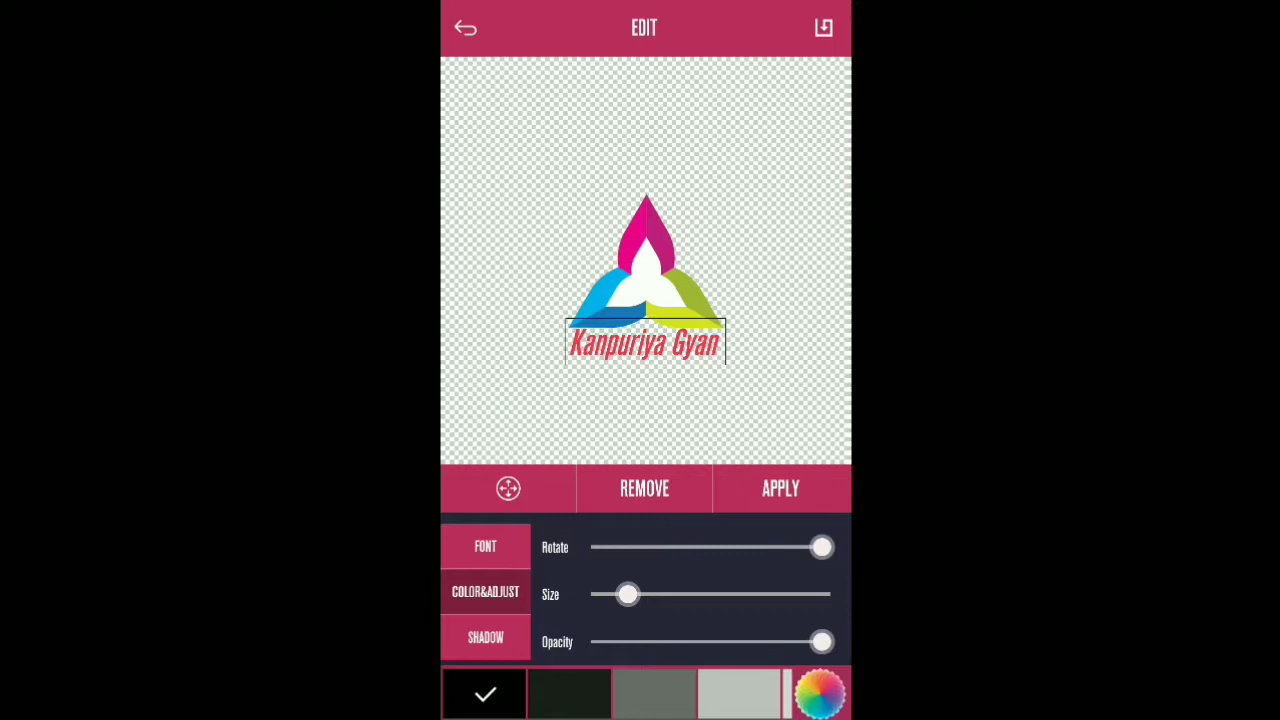 EDIT
Kanpuriya Gyan
REMOVE
APPLY
FONT
Rotate
COLOR&ADJUST
Size
SHADOW
Opacity